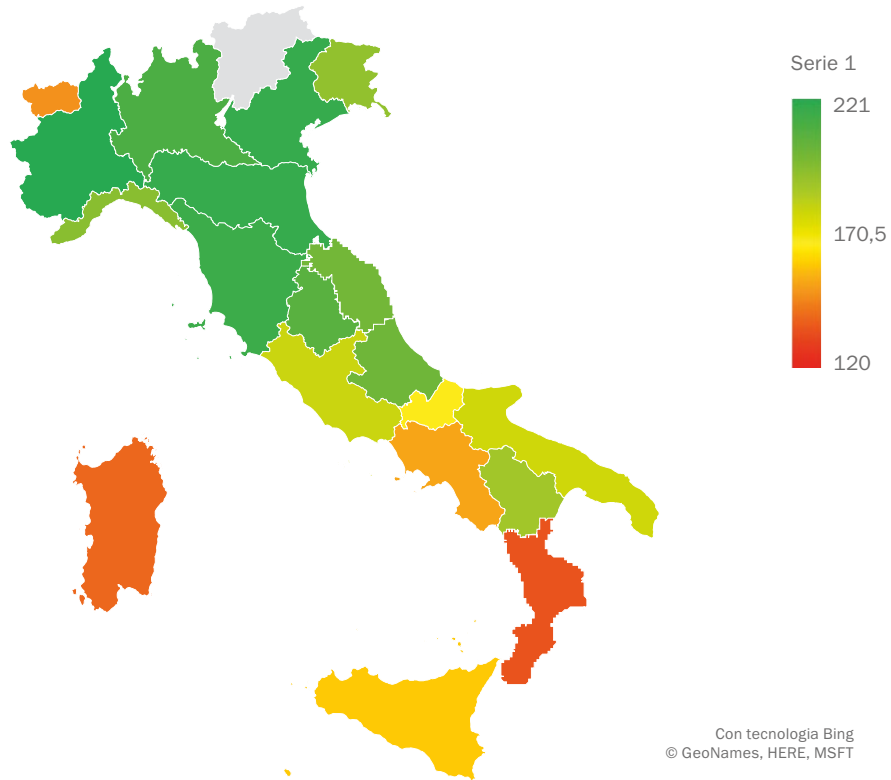 Serie 1
221
170,5
120
Con tecnologia Bing
© GeoNames, HERE, MSFT